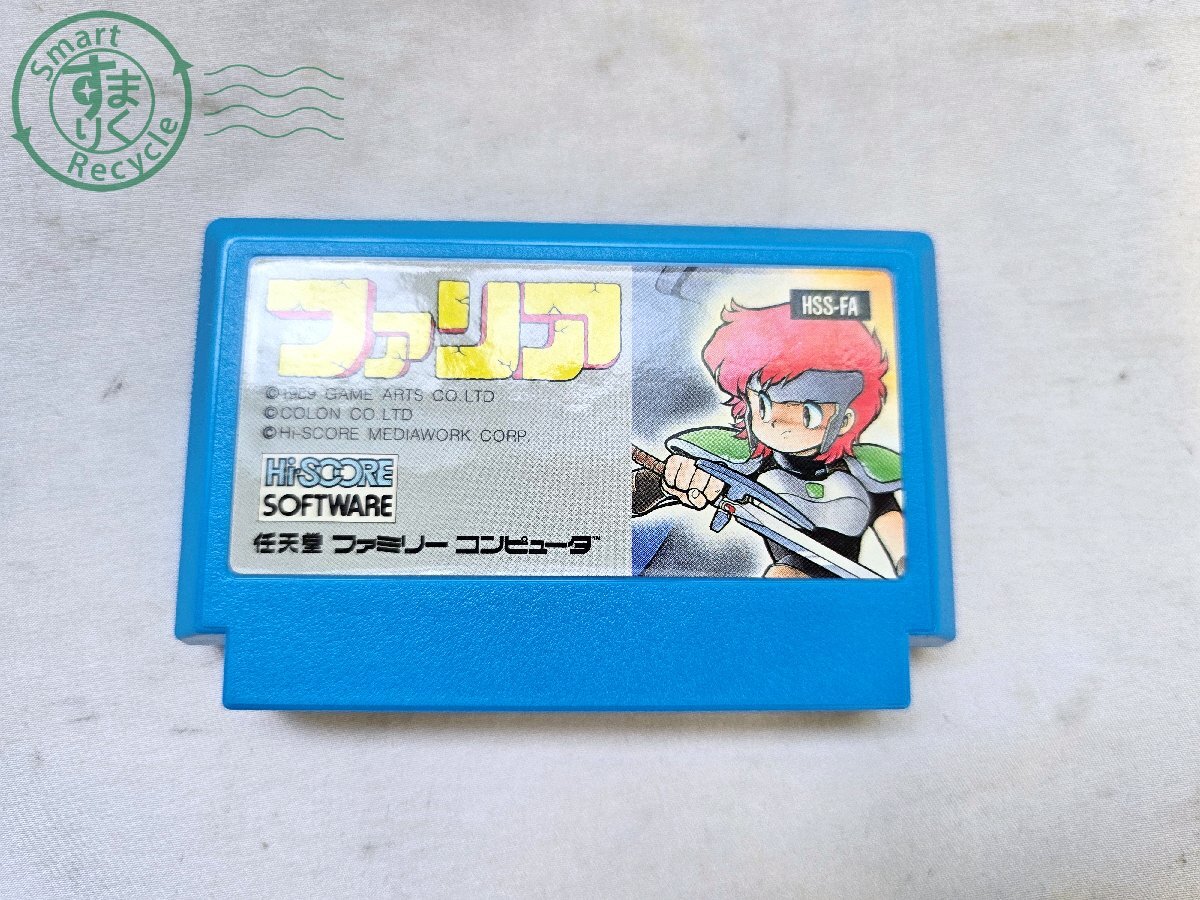 Smart
すまりく
Recycle
ファリア
HSS-FA
©1989 GAME ARTS CO.LTD
©COLON CO LTD
©Hi-SCORE MEDIAWORK CORP.
Hi-SCORE
SOFTWARE
任天堂 ファミリーコンピュータ